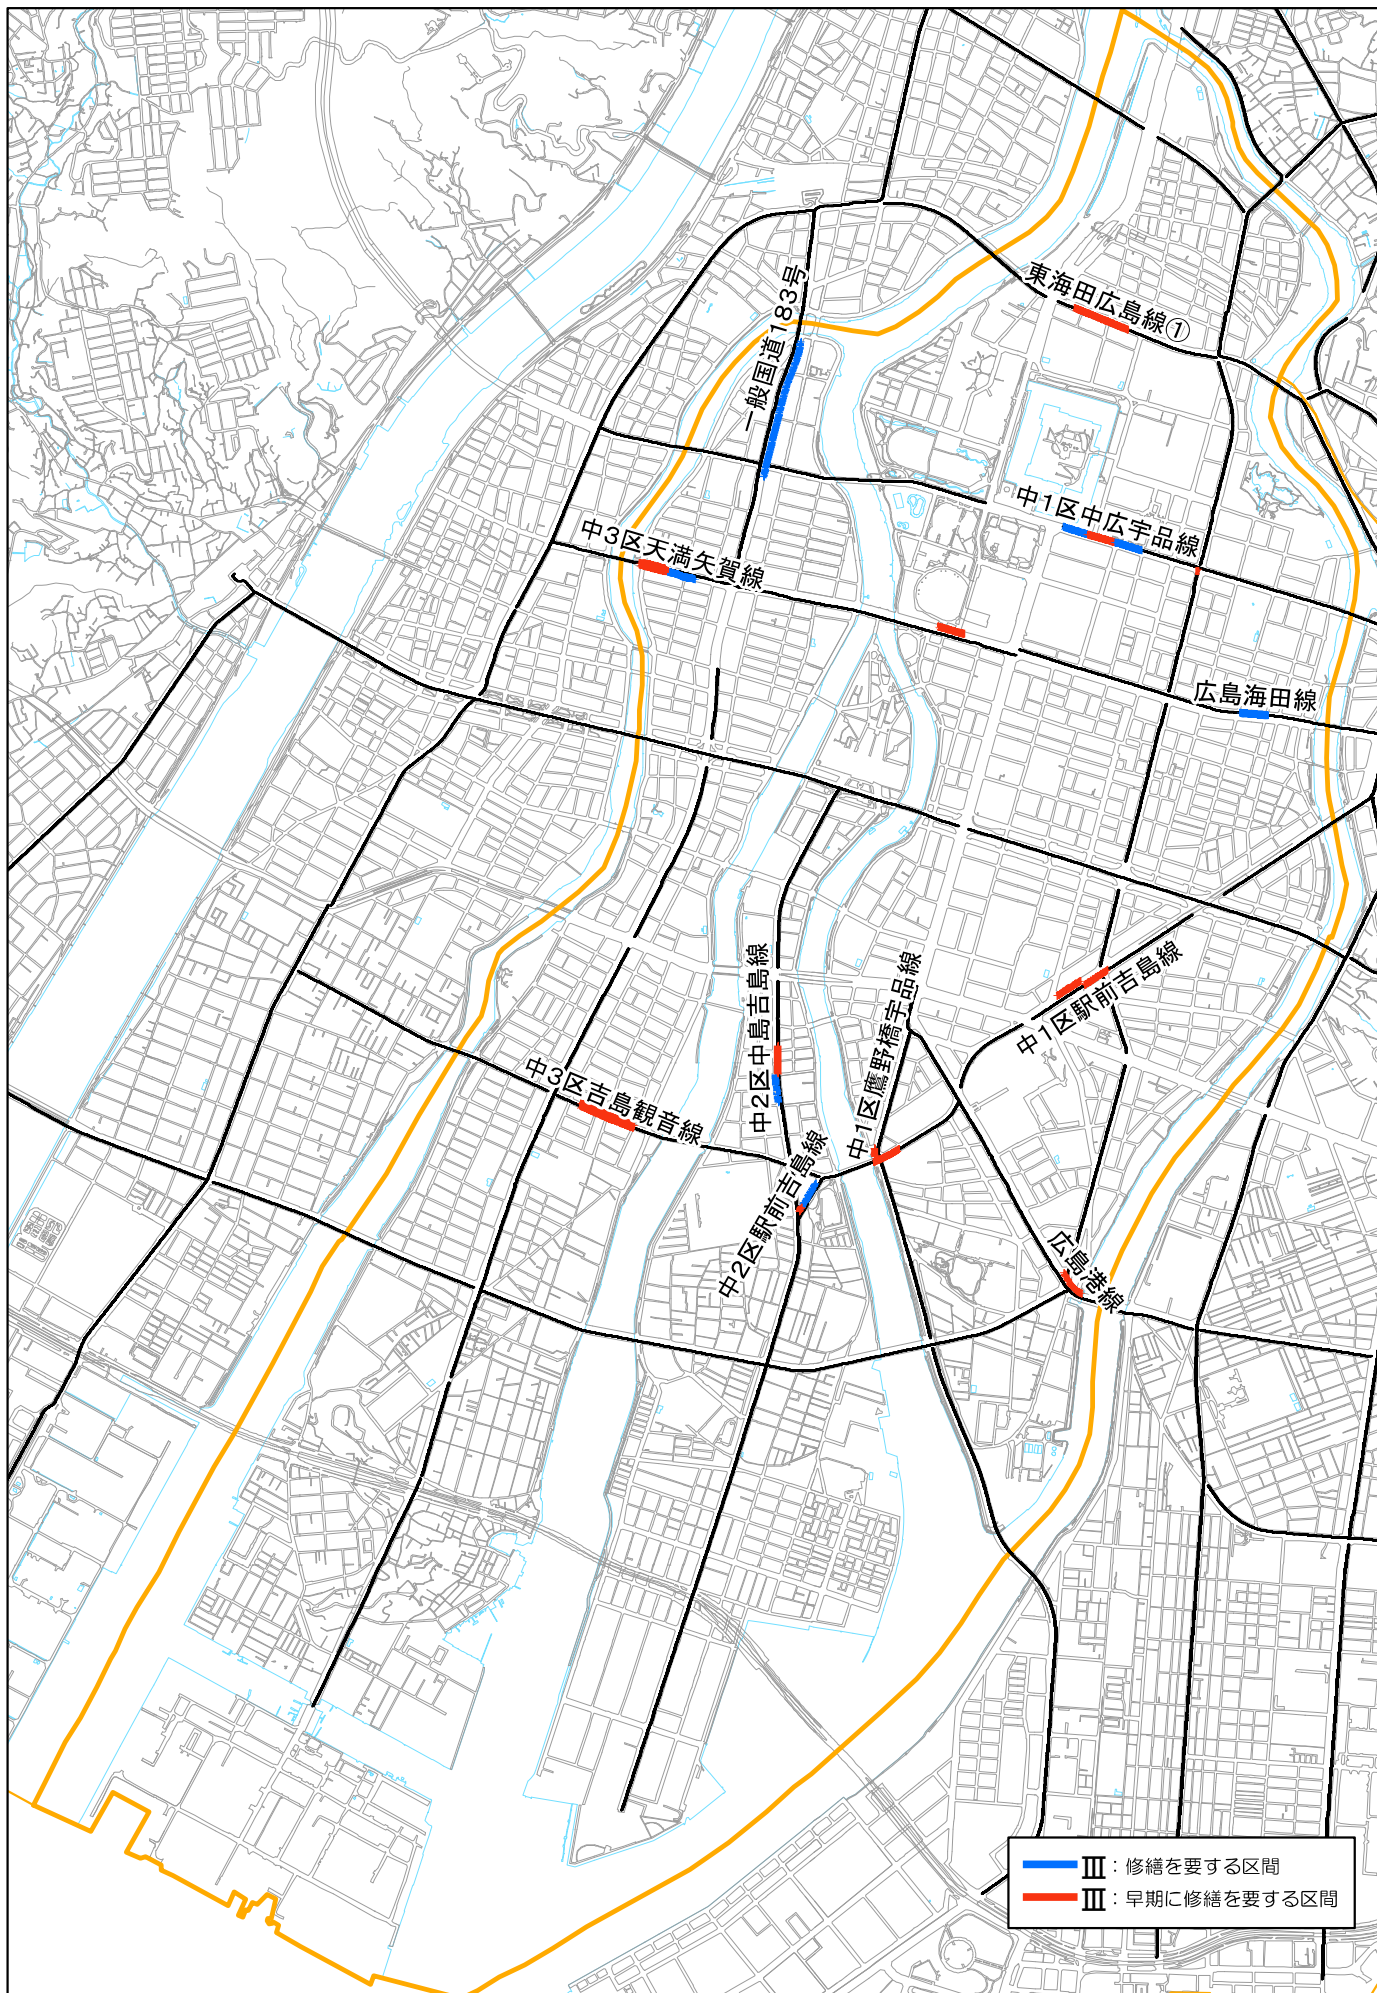 東海田広島線①
一般国道183号
中1区中広宇品線
中3区天満矢賀線
広島海田線
中2区中島吉島線
中1区鷹野橋宇品線
中1区駅前吉島線
中3区吉島観音線
中2区駅前吉島線
広島港線
Ⅲ：修繕を要する区間
Ⅲ：早期に修繕を要する区間